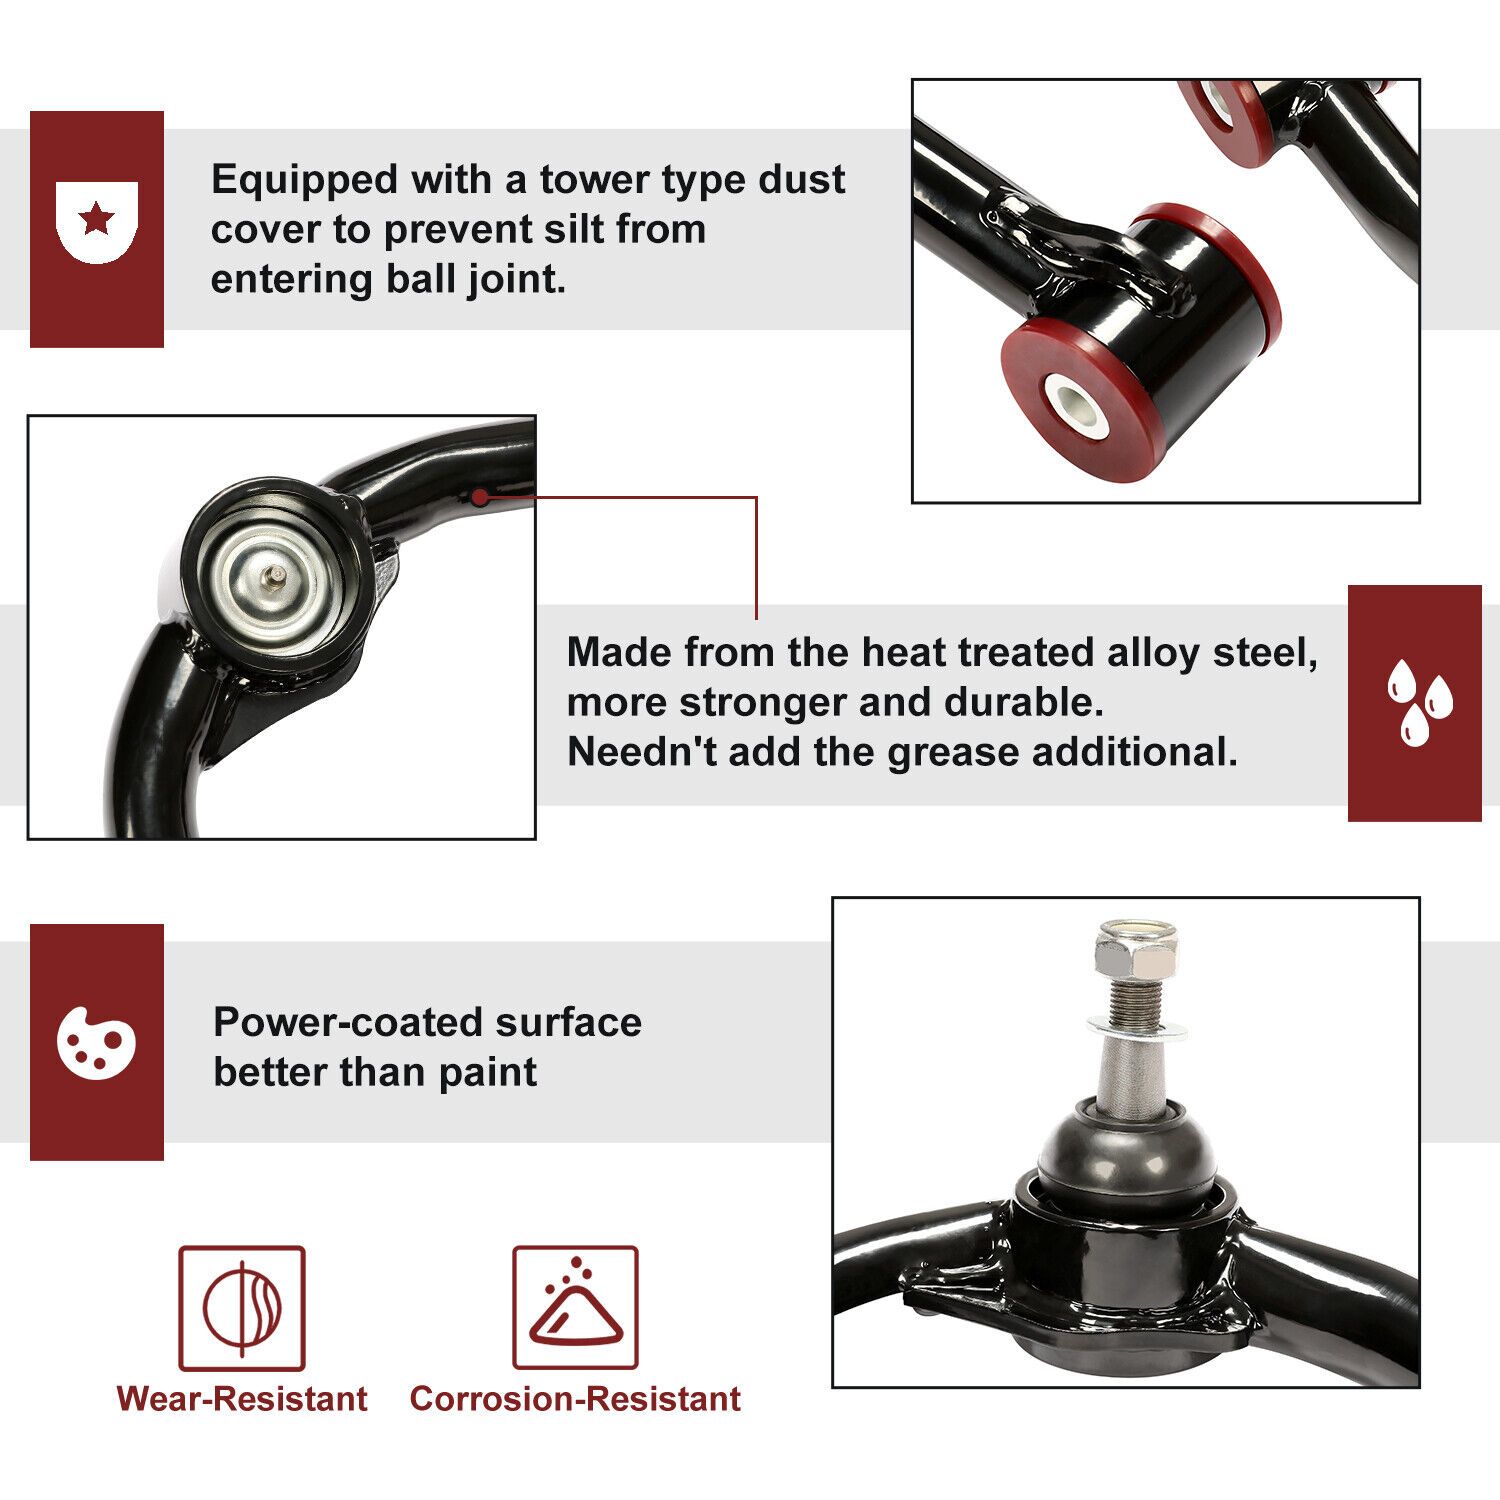 Equipped with a tower type dust
cover to prevent silt from
entering ball joint.
Made from the heat treated alloy steel,
more stronger and durable.
Needn't add the grease additional.
Power-coated surface
better than paint
Wear-Resistant
Corrosion-Resistant